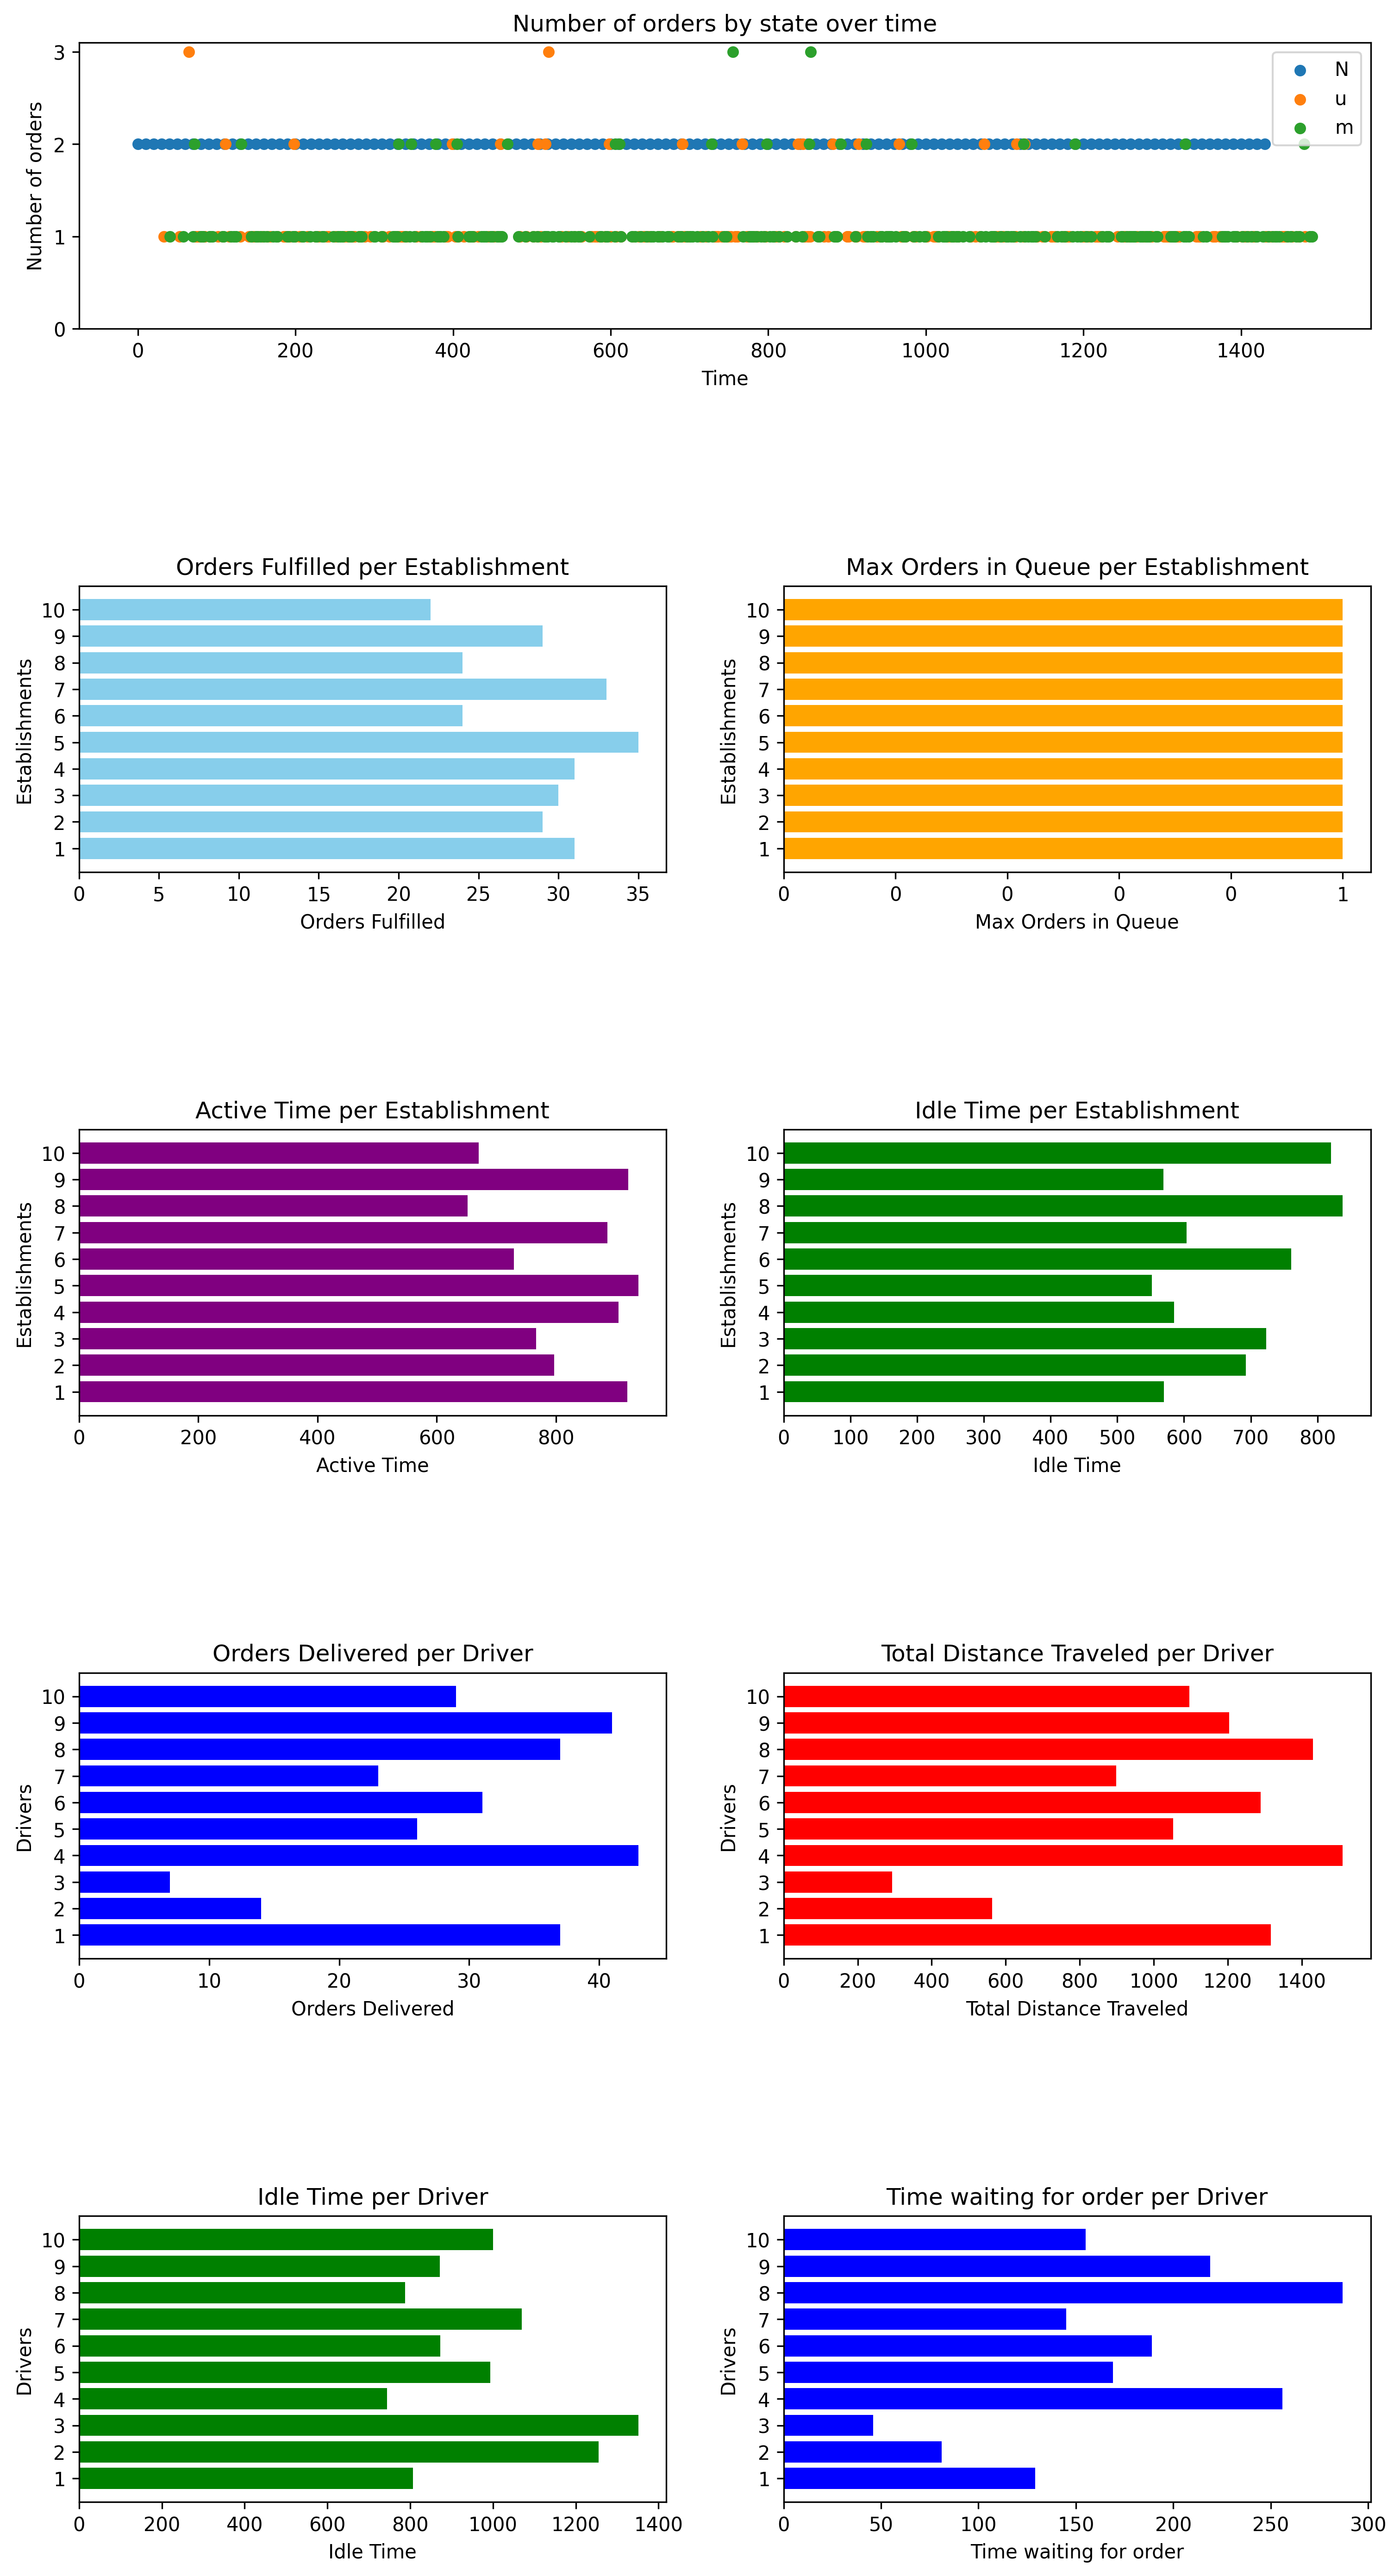 Number of orders by state over time
Number of orders
3
2
1
0
N
u
m
0 200 400 600 800 1000 1200 1400
Time
Orders Fulfilled per Establishment
Establishments
10
9
8
7
6
5
4
3
2
1
0 5 10 15 20 25 30 35
Orders Fulfilled
Max Orders in Queue per Establishment
Establishments
10
9
8
7
6
5
4
3
2
1
0 0 0 0 0 1
Max Orders in Queue
Active Time per Establishment
Establishments
10
9
8
7
6
5
4
3
2
1
0 200 400 600 800
Active Time
Idle Time per Establishment
Establishments
10
9
8
7
6
5
4
3
2
1
0 100 200 300 400 500 600 700 800
Idle Time
Orders Delivered per Driver
Drivers
10
9
8
7
6
5
4
3
2
1
0 10 20 30 40
Orders Delivered
Total Distance Traveled per Driver
Drivers
10
9
8
7
6
5
4
3
2
1
0 200 400 600 800 1000 1200 1400
Total Distance Traveled
Idle Time per Driver
Drivers
10
9
8
7
6
5
4
3
2
1
0 200 400 600 800 1000 1200 1400
Idle Time
Time waiting for order per Driver
Drivers
10
9
8
7
6
5
4
3
2
1
0 50 100 150 200 250 300
Time waiting for order